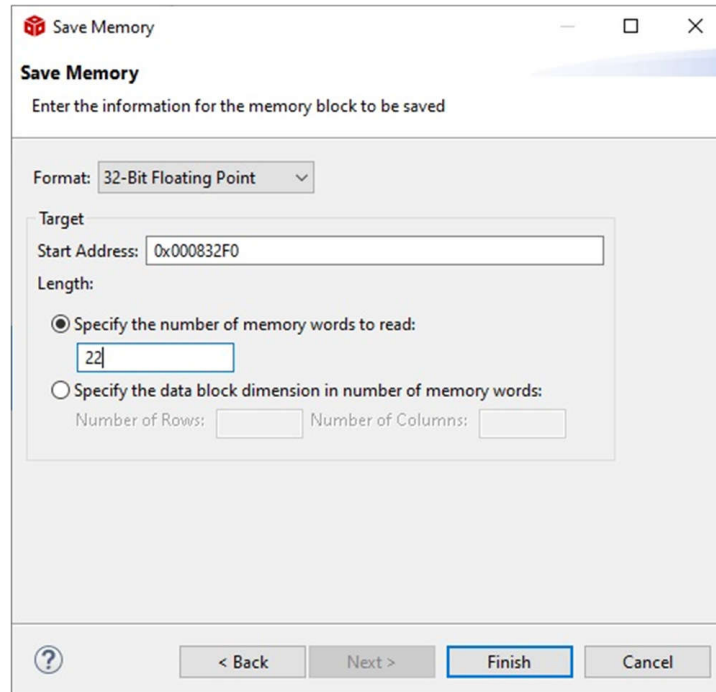 Save Memory
Save Memory
Enter the information for the memory block to be saved
Format: 32-Bit Floating Point
Target
Start Address: 0x000832F0
Length:
Specify the number of memory words to read:
22
Specify the data block dimension in number of memory words:
Number of Rows: Number of Columns:
? < Back Next > Finish Cancel